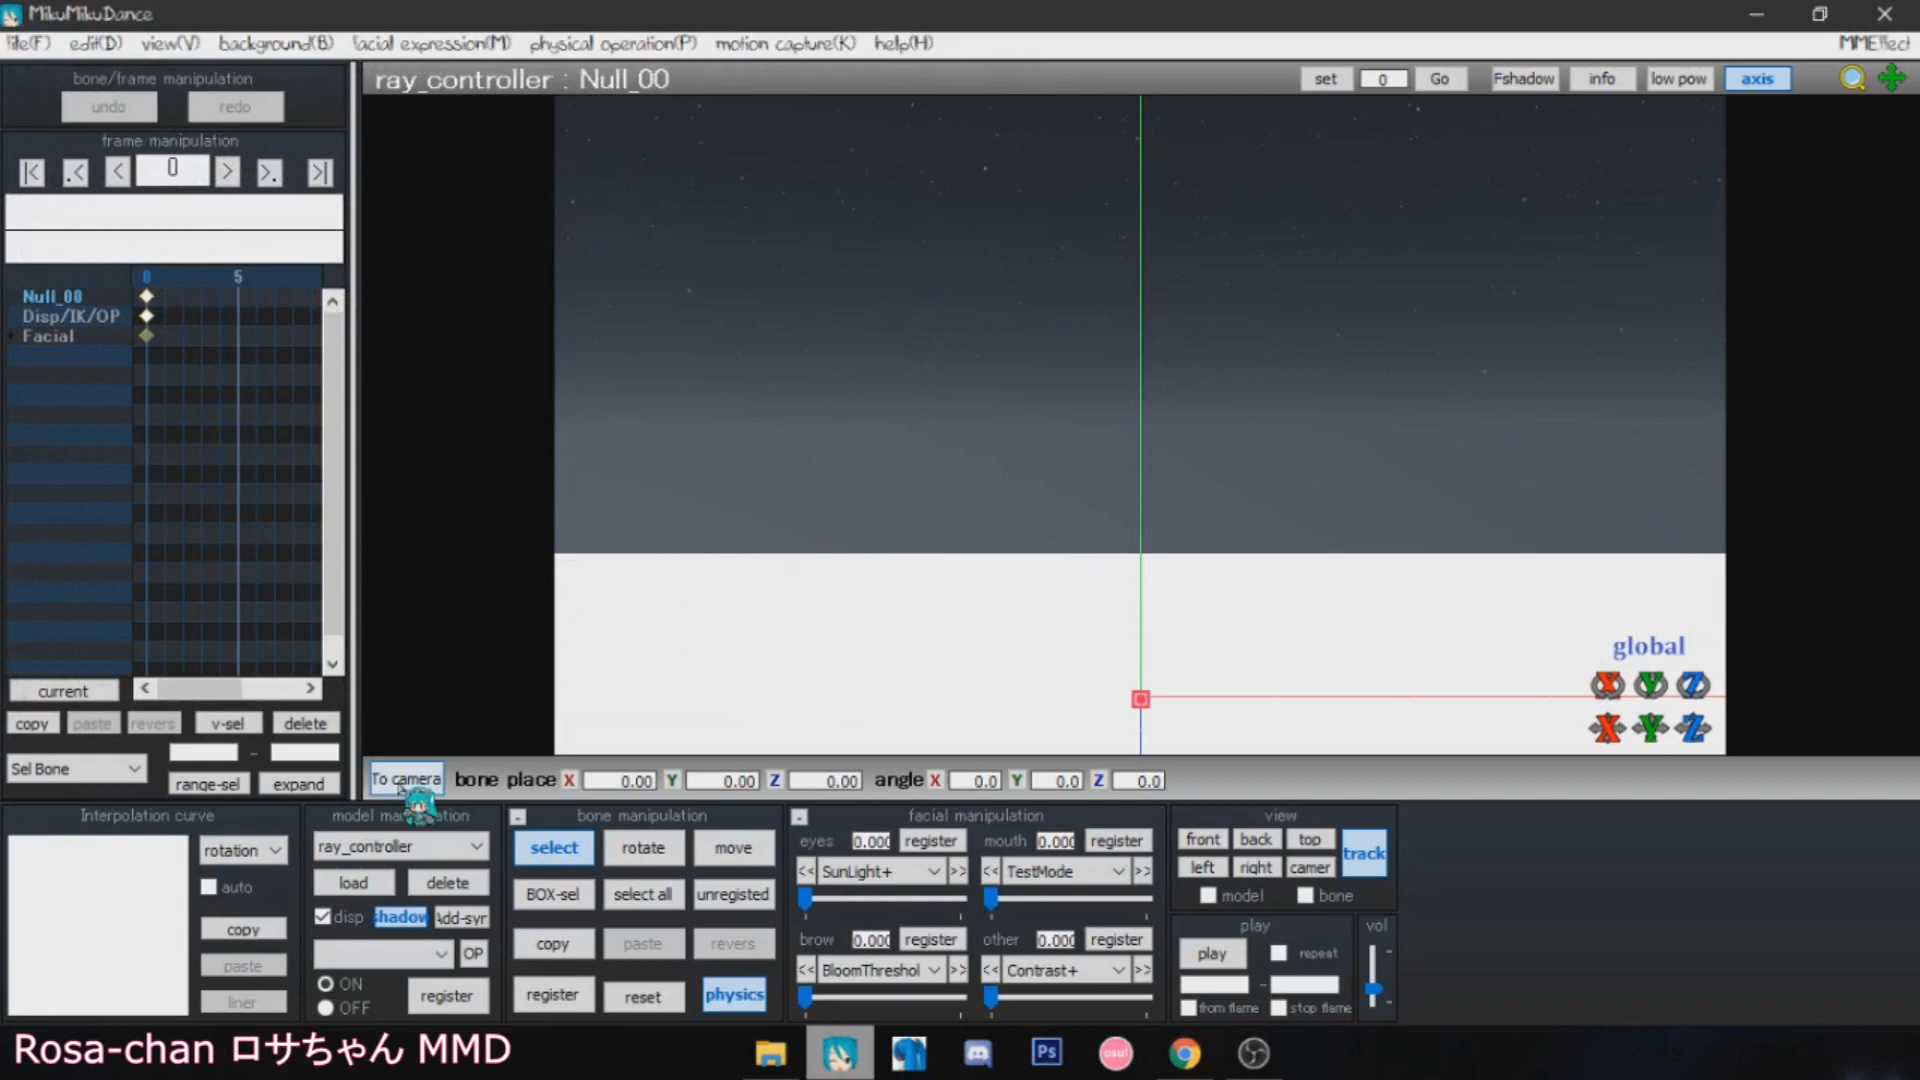 MikuMikuDance
file(F) edit(D) view(V) background(B) facial expression(M) physical operation(P) motion capture(K) help(H) MMEffect
bone/frame manipulation
undo redo
frame manipulation
|< .< < 0 > >. >|
ray_controller : Null_00
set 0 Go Fshadow info low pow axis
0 5
Null_00
Disp/IK/OP
Facial
current
copy paste revers v-sel delete
Sel Bone -
range-sel expand
global
X Y Z
X Y Z
To camera bone place X 0.00 Y 0.00 Z 0.00 angle X 0.0 Y 0.0 Z 0.0
Interpolation curve
rotation
auto
copy
paste
liner
ray_controller
load delete
disp shadow
OP
ON
OFF
register
- bone manipulation
select rotate move
BOX-sel select all unregisted
copy paste revers
register reset physics
- facial manipulation
eyes 0.000 register mouth 0.000 register
<< SunLight+ >> << TestMode >>
brow 0.000 register other 0.000 register
<< BloomThreshol >> << Contrast+ >>
view
front back top
left right camer
track
model bone
play
play repeat
-
from flame stop flame
vol
Rosa-chan ロサちゃん MMD
Ps
osu!